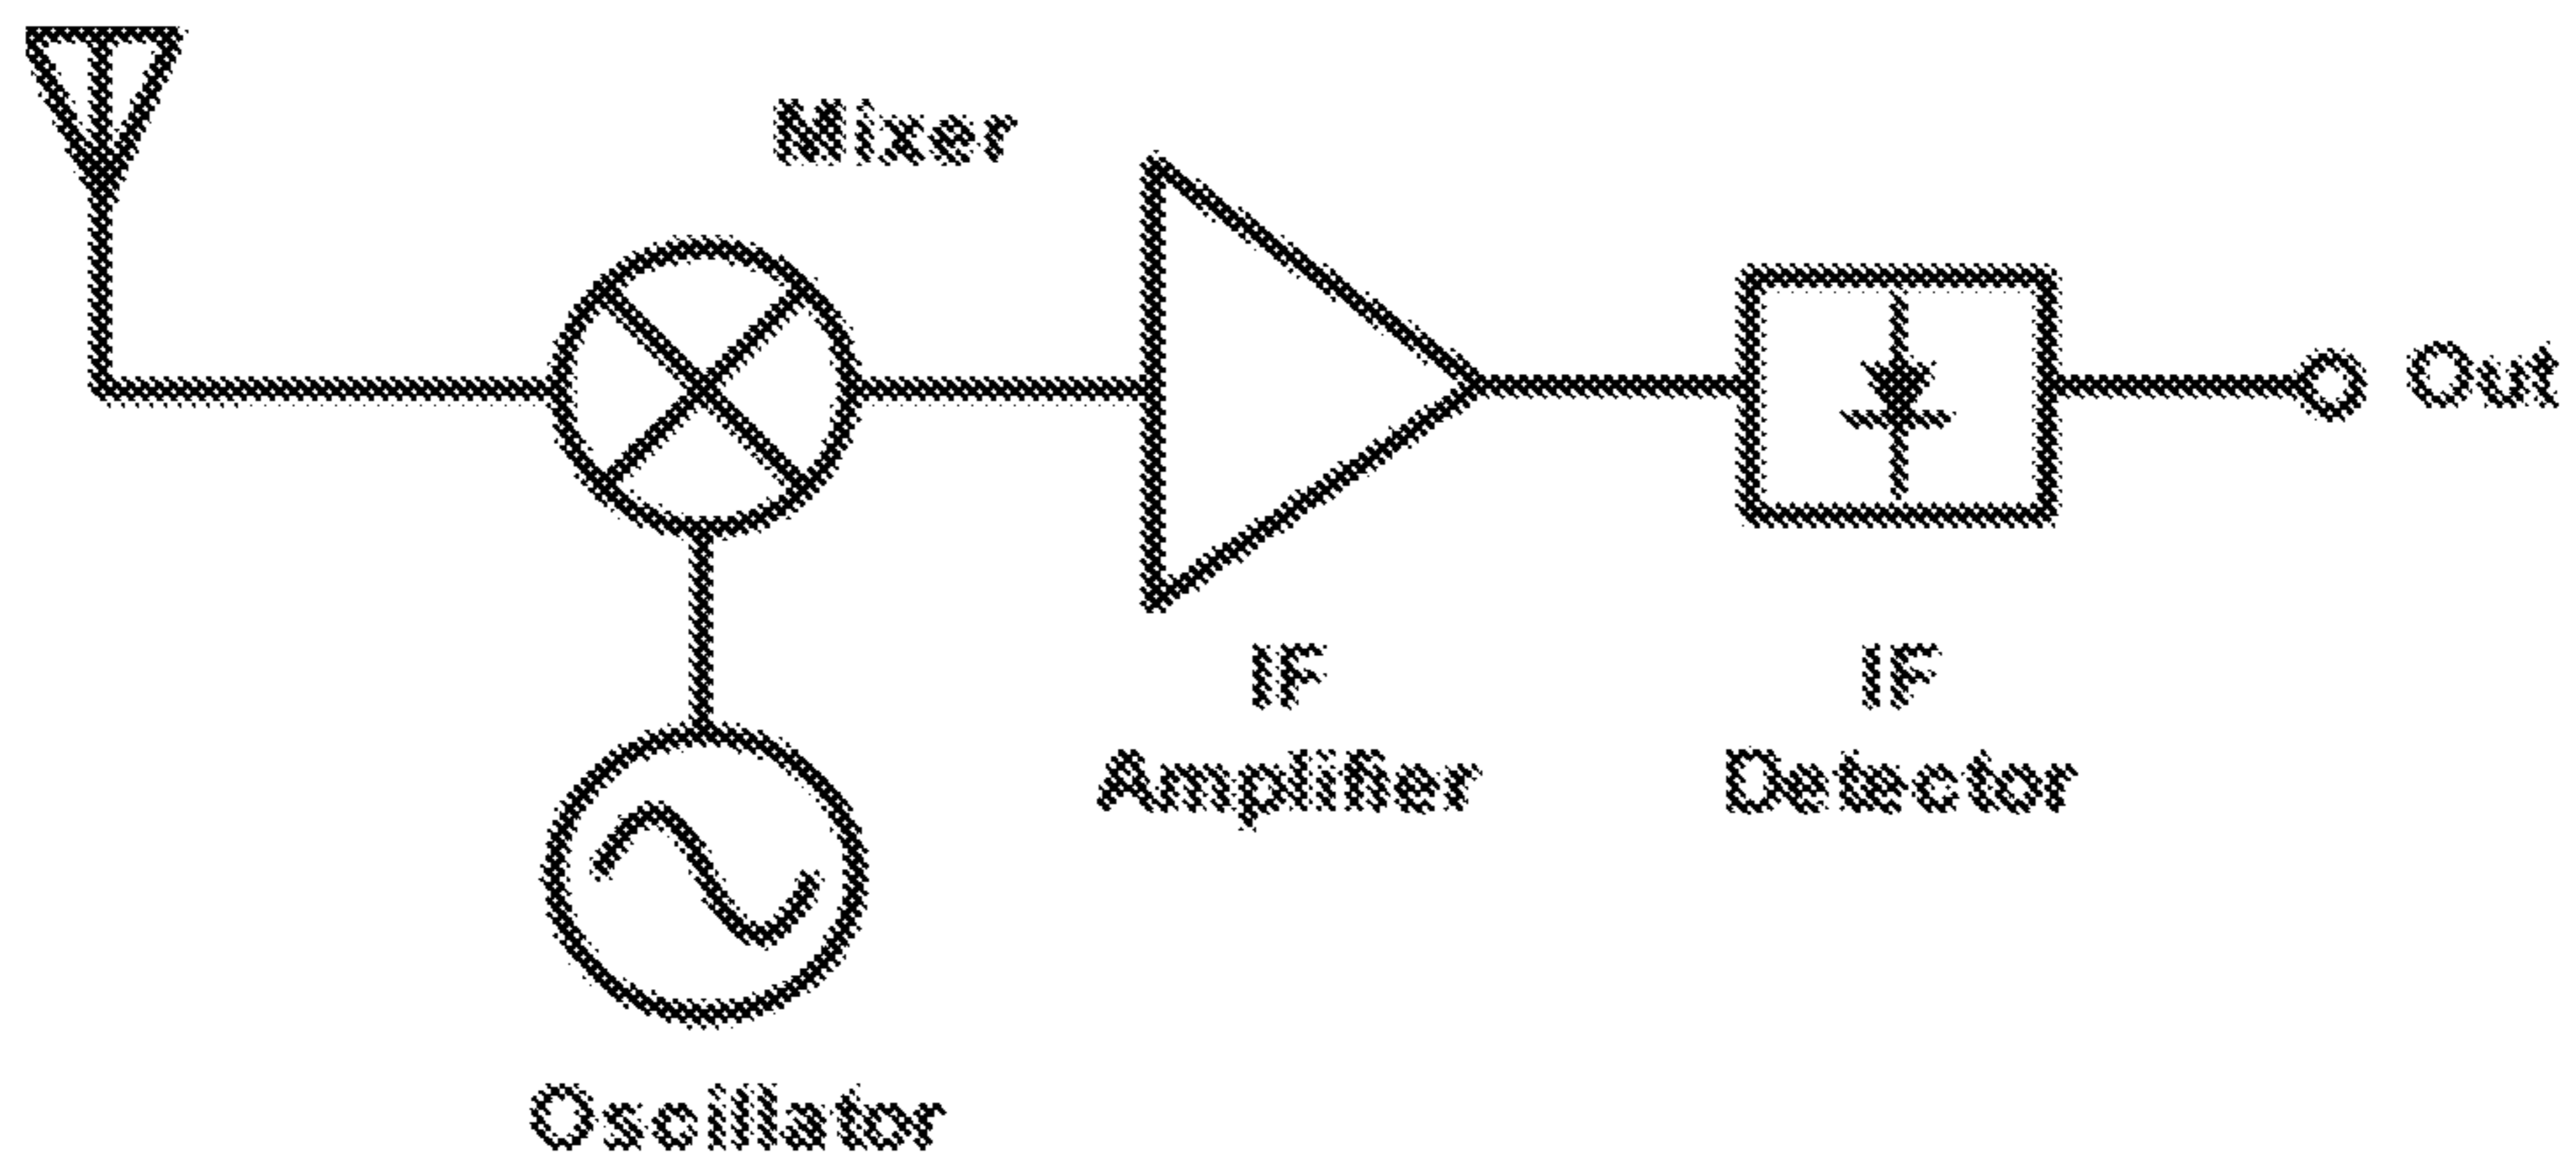 Mixer
Out
IF
Amplifier
IF
Detector
Oscillator